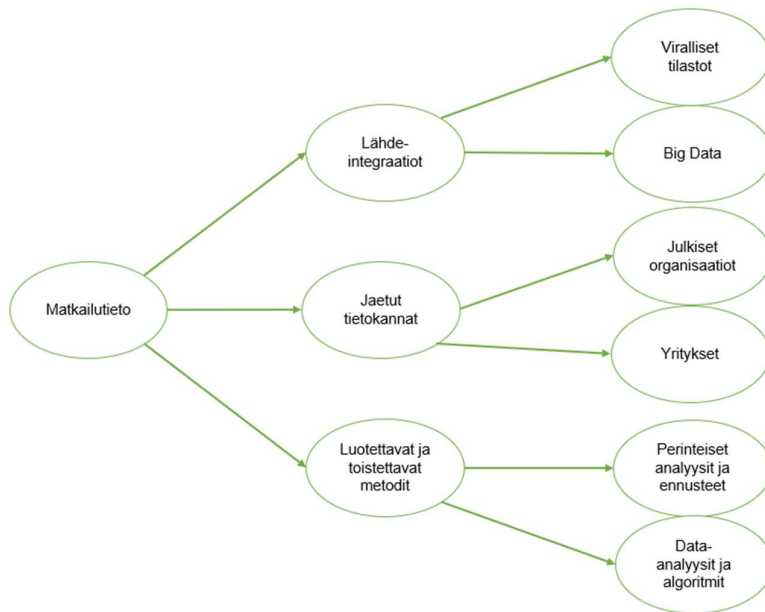 Viralliset
tilastot
Lähde-
integraatiot
Big Data
Julkiset
organisaatiot
Matkailutieto
Jaetut
tietokannat
Yritykset
Luotettavat ja
toistettavat
metodit
Perinteiset
analyysit ja
ennusteet
Data-
analyysit ja
algoritmit